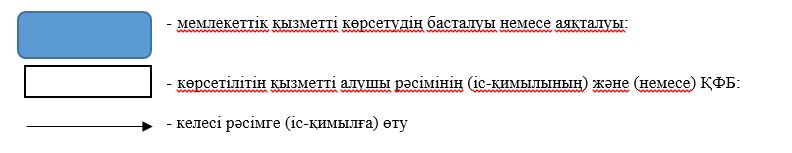 - мемлекеттік қызметті көрсетудің басталуы немесе аяқталуы:
- көрсетілітін қызметті алушы рәсімінің (іс-қимылының) және (немесе) ҚФБ:
- келесі рәсімге (іс-қимылға) өту